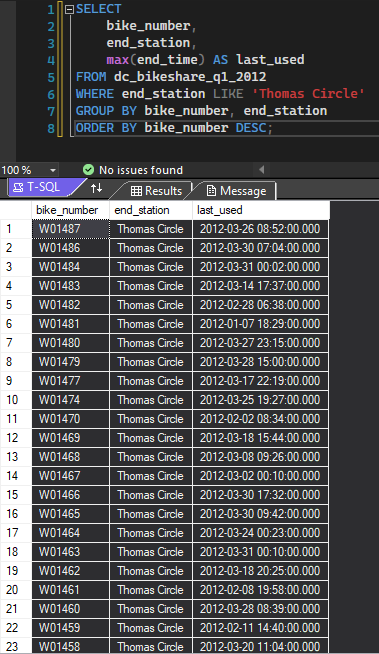 1 SELECT
2 bike_number,
3 end_station,
4 max(end_time) AS last_used
5 FROM dc_bikeshare_q1_2012
6 WHERE end_station LIKE 'Thomas Circle'
7 GROUP BY bike_number, end_station
8 ORDER BY bike_number DESC;
100 % No issues found
T-SQL Results Message
bike_number end_station last_used
1 W01487 Thomas Circle 2012-03-26 08:52:00.000
2 W01486 Thomas Circle 2012-03-30 07:04:00.000
3 W01484 Thomas Circle 2012-03-31 00:02:00.000
4 W01483 Thomas Circle 2012-03-14 17:37:00.000
5 W01482 Thomas Circle 2012-02-28 06:38:00.000
6 W01481 Thomas Circle 2012-01-07 18:29:00.000
7 W01480 Thomas Circle 2012-03-27 23:15:00.000
8 W01479 Thomas Circle 2012-03-28 15:00:00.000
9 W01477 Thomas Circle 2012-03-17 22:19:00.000
10 W01474 Thomas Circle 2012-03-25 19:27:00.000
11 W01470 Thomas Circle 2012-02-02 08:34:00.000
12 W01469 Thomas Circle 2012-03-18 15:44:00.000
13 W01468 Thomas Circle 2012-03-08 09:26:00.000
14 W01467 Thomas Circle 2012-03-02 00:10:00.000
15 W01466 Thomas Circle 2012-03-30 17:32:00.000
16 W01465 Thomas Circle 2012-03-30 09:42:00.000
17 W01464 Thomas Circle 2012-03-24 00:23:00.000
18 W01463 Thomas Circle 2012-03-31 00:10:00.000
19 W01462 Thomas Circle 2012-03-18 20:25:00.000
20 W01461 Thomas Circle 2012-02-08 19:58:00.000
21 W01460 Thomas Circle 2012-03-28 08:39:00.000
22 W01459 Thomas Circle 2012-02-11 14:40:00.000
23 W01458 Thomas Circle 2012-03-20 11:04:00.000